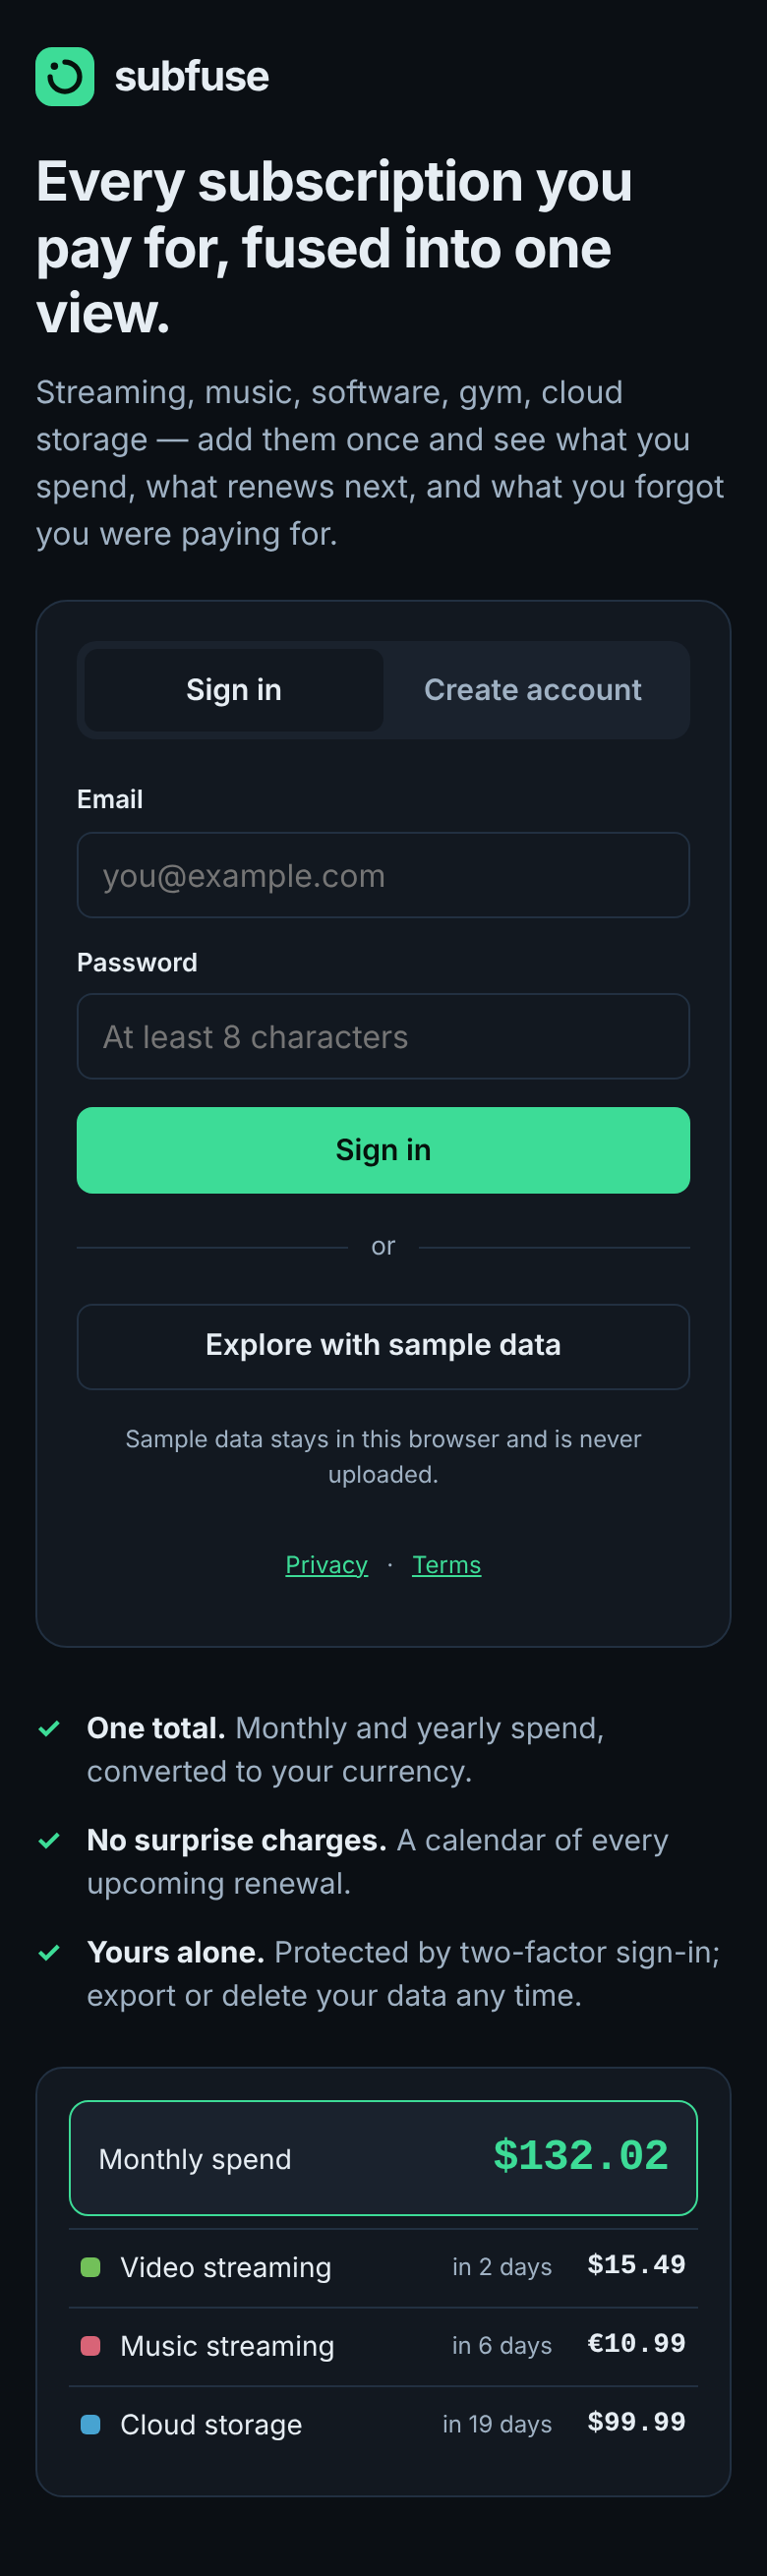 subfuse
Every subscription you
pay for, fused into one
view.
Streaming, music, software, gym, cloud
storage — add them once and see what you
spend, what renews next, and what you forgot
you were paying for.
Sign in Create account
Email
you@example.com
Password
At least 8 characters
Sign in
or
Explore with sample data
Sample data stays in this browser and is never
uploaded.
Privacy · Terms
✓ One total. Monthly and yearly spend,
converted to your currency.
✓ No surprise charges. A calendar of every
upcoming renewal.
✓ Yours alone. Protected by two-factor sign-in;
export or delete your data any time.
Monthly spend $132.02
Video streaming in 2 days $15.49
Music streaming in 6 days €10.99
Cloud storage in 19 days $99.99